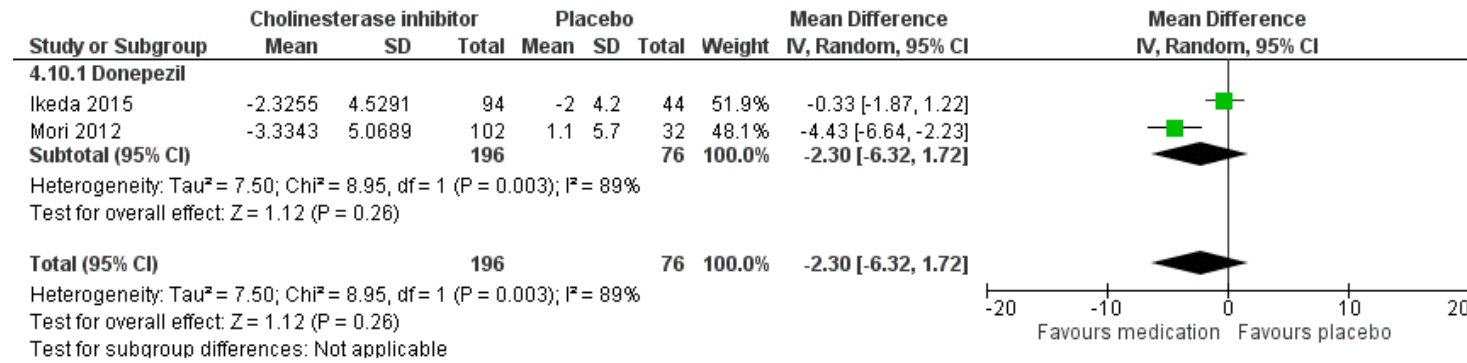 Cholinesterase inhibitor Placebo Mean Difference Mean Difference
Study or Subgroup Mean SD Total Mean SD Total Weight IV, Random, 95% CI IV, Random, 95% CI
4.10.1 Donepezil
Ikeda 2015 -2.3255 4.5291 94 -2 4.2 44 51.9% -0.33 [-1.87, 1.22]
Mori 2012 -3.3343 5.0689 102 1.1 5.7 32 48.1% -4.43 [-6.64, -2.23]
Subtotal (95% CI) 196 76 100.0% -2.30 [-6.32, 1.72]
Heterogeneity: Tau² = 7.50; Chi² = 8.95, df = 1 (P = 0.003); I² = 89%
Test for overall effect: Z = 1.12 (P = 0.26)
Total (95% CI) 196 76 100.0% -2.30 [-6.32, 1.72]
Heterogeneity: Tau² = 7.50; Chi² = 8.95, df = 1 (P = 0.003); I² = 89%
Test for overall effect: Z = 1.12 (P = 0.26)
Test for subgroup differences: Not applicable
-20 -10 0 10 20
Favours medication Favours placebo